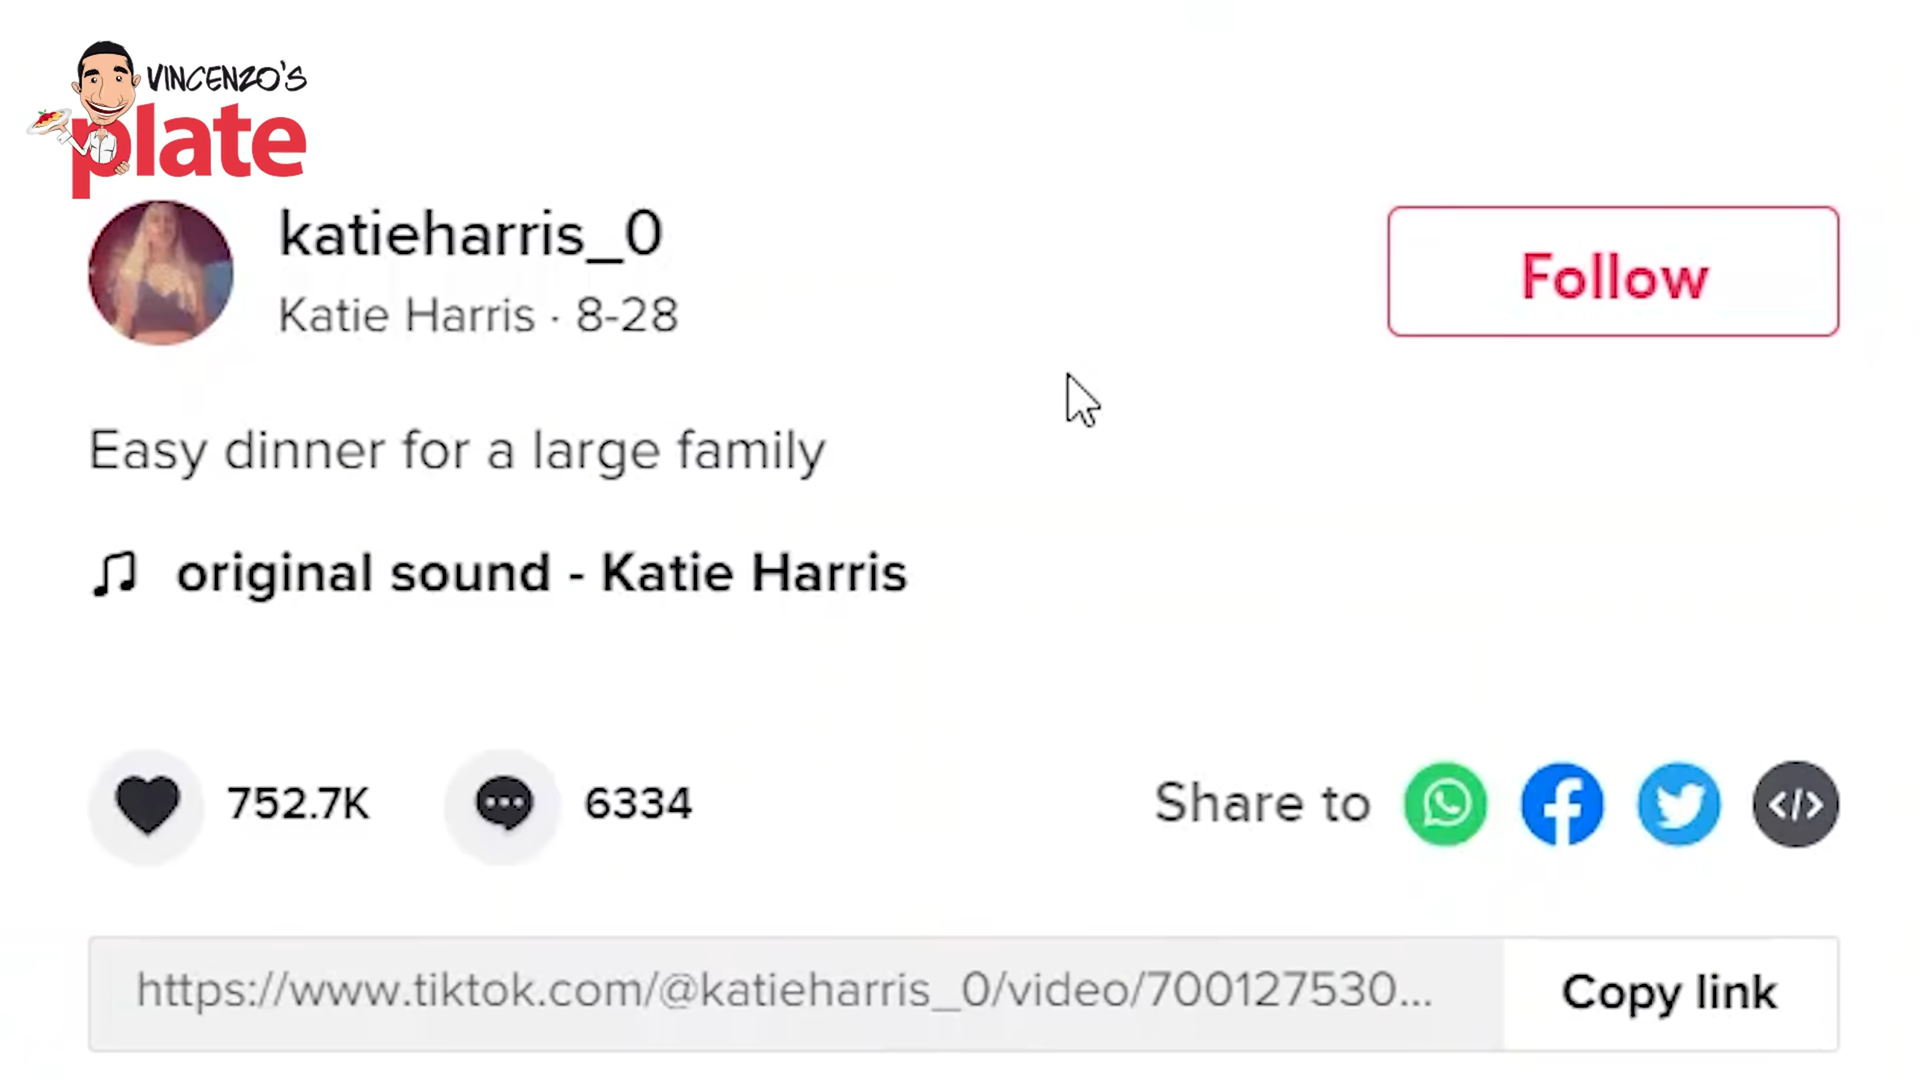 VINCENZO'S
plate
katieharris_0
Katie Harris · 8-28
Follow
Easy dinner for a large family
original sound - Katie Harris
752.7K
6334
Share to
https://www.tiktok.com/@katieharris_0/video/700127530...
Copy link